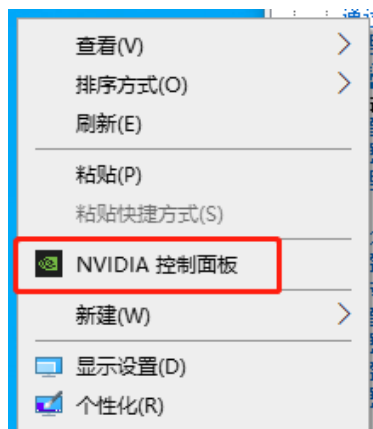 查看(V)
排序方式(O)
刷新(E)
粘贴(P)
粘贴快捷方式(S)
NVIDIA 控制面板
新建(W)
显示设置(D)
个性化(R)